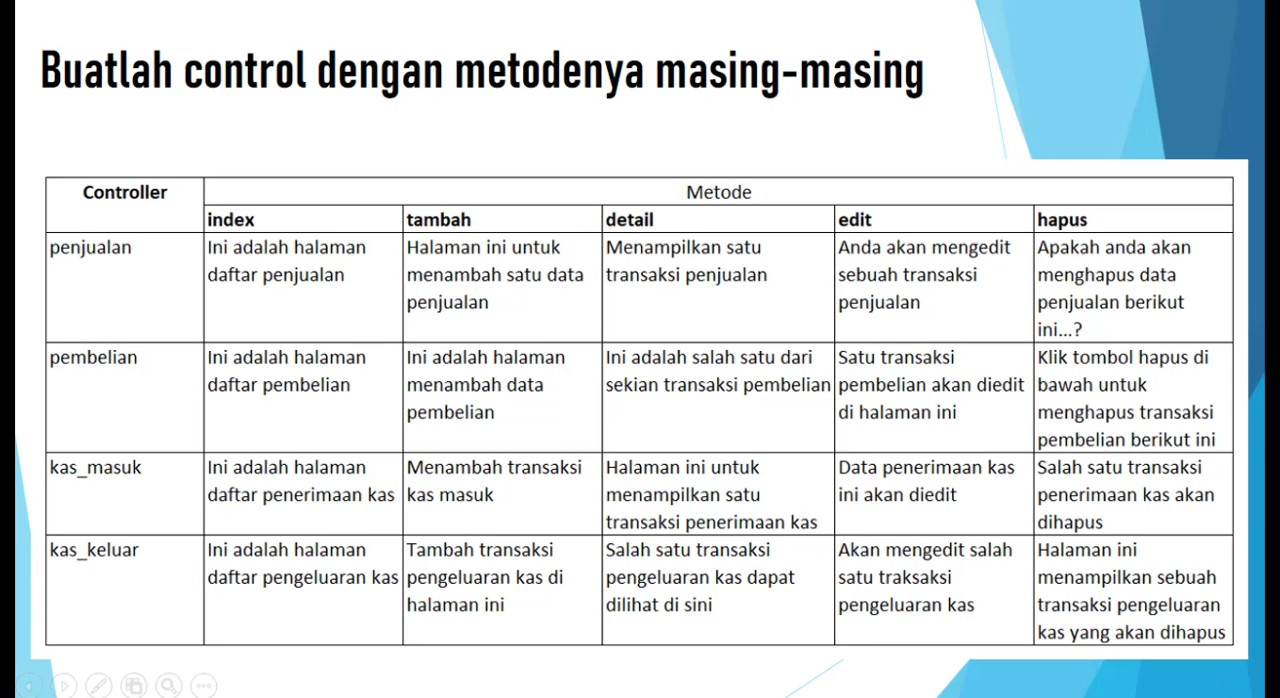 Buatlah control dengan metodenya masing-masing
Controller
Metode
index
tambah
detail
edit
hapus
penjualan
Ini adalah halaman
daftar penjualan
Halaman ini untuk
menambah satu data
penjualan
Menampilkan satu
transaksi penjualan
Anda akan mengedit
sebuah transaksi
penjualan
Apakah anda akan
menghapus data
penjualan berikut
ini...?
pembelian
Ini adalah halaman
daftar pembelian
Ini adalah halaman
menambah data
pembelian
Ini adalah salah satu dari
sekian transaksi pembelian
Satu transaksi
pembelian akan diedit
di halaman ini
Klik tombol hapus di
bawah untuk
menghapus transaksi
pembelian berikut ini
kas_masuk
Ini adalah halaman
daftar penerimaan kas
Menambah transaksi
kas masuk
Halaman ini untuk
menampilkan satu
transaksi penerimaan kas
Data penerimaan kas
ini akan diedit
Salah satu transaksi
penerimaan kas akan
dihapus
kas_keluar
Ini adalah halaman
daftar pengeluaran kas
Tambah transaksi
pengeluaran kas di
halaman ini
Salah satu transaksi
pengeluaran kas dapat
dilihat di sini
Akan mengedit salah
satu traksaksi
pengeluaran kas
Halaman ini
menampilkan sebuah
transaksi pengeluaran
kas yang akan dihapus